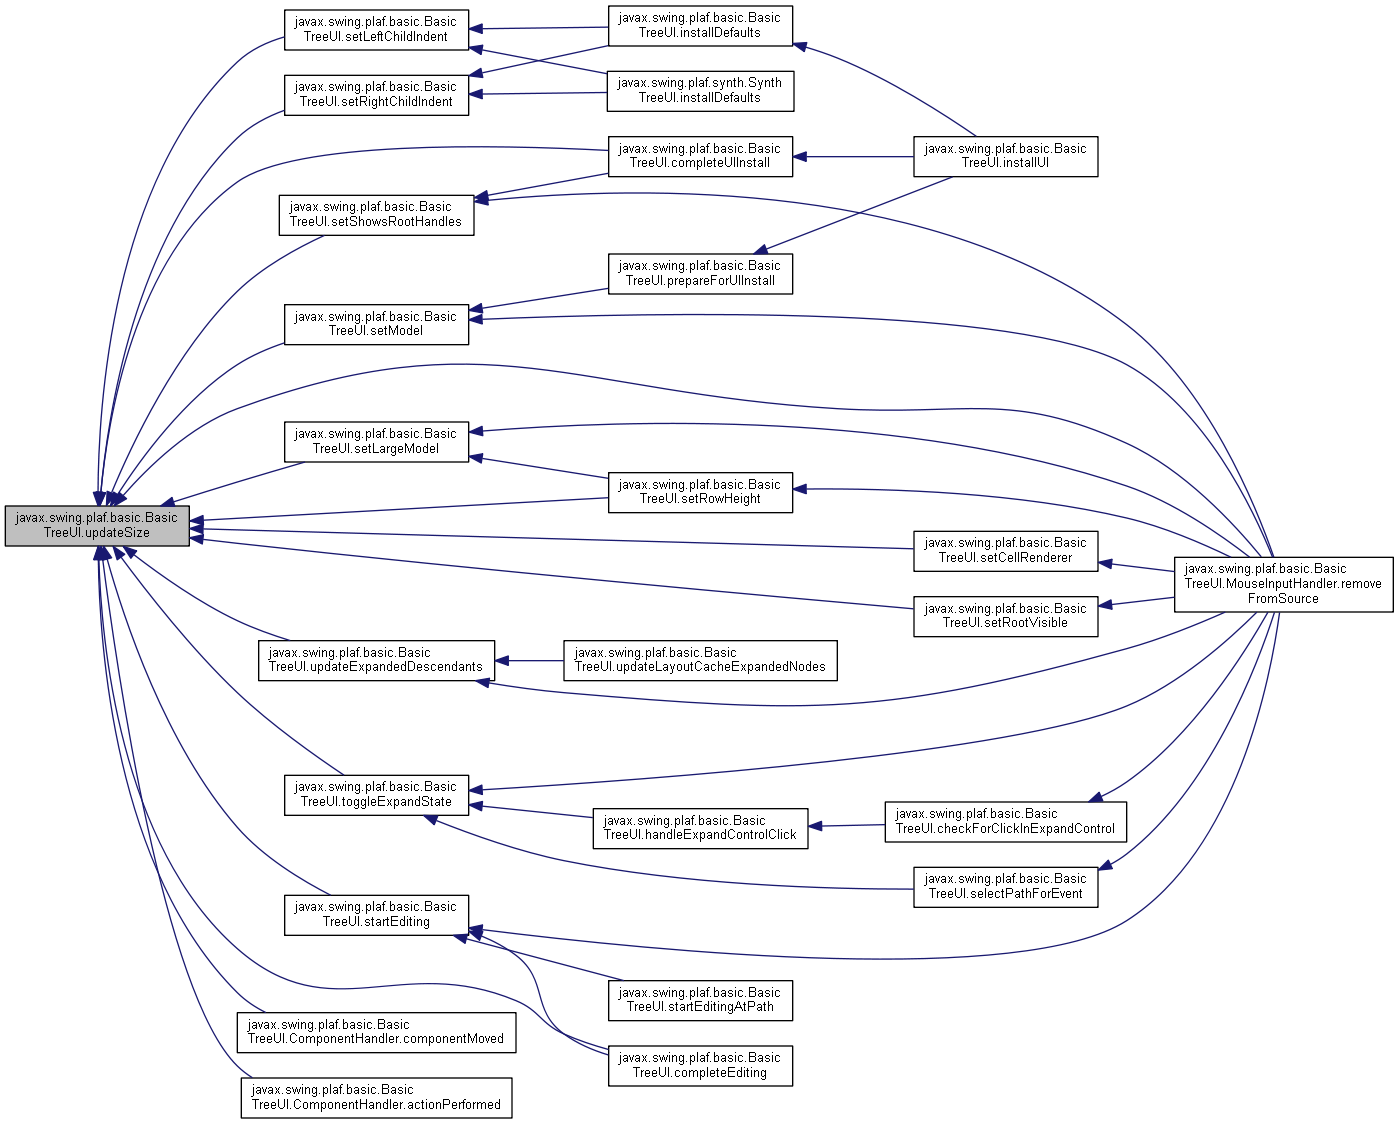 javax.swing.plaf.basic.Basic
TreeUI.setLeftChildIndent
javax.swing.plaf.basic.Basic
TreeUI.installDefaults
javax.swing.plaf.basic.Basic
TreeUI.setRightChildIndent
javax.swing.plaf.synth.Synth
TreeUI.installDefaults
javax.swing.plaf.basic.Basic
TreeUI.completeUIInstall
javax.swing.plaf.basic.Basic
TreeUI.installUI
javax.swing.plaf.basic.Basic
TreeUI.setShowsRootHandles
javax.swing.plaf.basic.Basic
TreeUI.prepareForUIInstall
javax.swing.plaf.basic.Basic
TreeUI.setModel
javax.swing.plaf.basic.Basic
TreeUI.setLargeModel
javax.swing.plaf.basic.Basic
TreeUI.setRowHeight
javax.swing.plaf.basic.Basic
TreeUI.updateSize
javax.swing.plaf.basic.Basic
TreeUI.setCellRenderer
javax.swing.plaf.basic.Basic
TreeUI.MouseInputHandler.remove
FromSource
javax.swing.plaf.basic.Basic
TreeUI.setRootVisible
javax.swing.plaf.basic.Basic
TreeUI.updateExpandedDescendants
javax.swing.plaf.basic.Basic
TreeUI.updateLayoutCacheExpandedNodes
javax.swing.plaf.basic.Basic
TreeUI.toggleExpandState
javax.swing.plaf.basic.Basic
TreeUI.handleExpandControlClick
javax.swing.plaf.basic.Basic
TreeUI.checkForClickInExpandControl
javax.swing.plaf.basic.Basic
TreeUI.selectPathForEvent
javax.swing.plaf.basic.Basic
TreeUI.startEditing
javax.swing.plaf.basic.Basic
TreeUI.startEditingAtPath
javax.swing.plaf.basic.Basic
TreeUI.ComponentHandler.componentMoved
javax.swing.plaf.basic.Basic
TreeUI.completeEditing
javax.swing.plaf.basic.Basic
TreeUI.ComponentHandler.actionPerformed